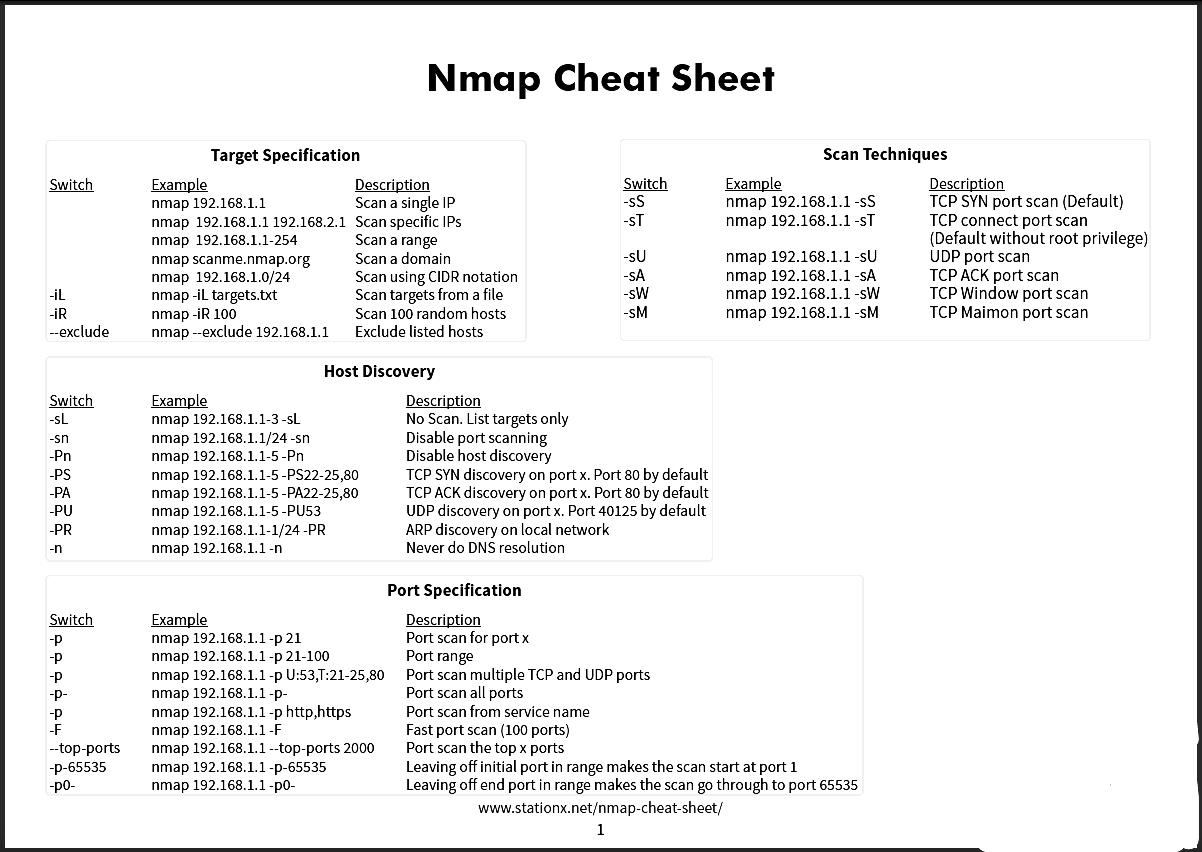 Nmap Cheat Sheet
Target Specification
Switch Example Description
nmap 192.168.1.1 Scan a single IP
nmap 192.168.1.1 192.168.2.1 Scan specific IPs
nmap 192.168.1.1-254 Scan a range
nmap scanme.nmap.org Scan a domain
nmap 192.168.1.0/24 Scan using CIDR notation
-iL nmap -iL targets.txt Scan targets from a file
-iR nmap -iR 100 Scan 100 random hosts
--exclude nmap --exclude 192.168.1.1 Exclude listed hosts
Scan Techniques
Switch Example Description
-sS nmap 192.168.1.1 -sS TCP SYN port scan (Default)
-sT nmap 192.168.1.1 -sT TCP connect port scan
(Default without root privilege)
-sU nmap 192.168.1.1 -sU UDP port scan
-sA nmap 192.168.1.1 -sA TCP ACK port scan
-sW nmap 192.168.1.1 -sW TCP Window port scan
-sM nmap 192.168.1.1 -sM TCP Maimon port scan
Host Discovery
Switch Example Description
-sL nmap 192.168.1.1-3 -sL No Scan. List targets only
-sn nmap 192.168.1.1/24 -sn Disable port scanning
-Pn nmap 192.168.1.1-5 -Pn Disable host discovery
-PS nmap 192.168.1.1-5 -PS22-25,80 TCP SYN discovery on port x. Port 80 by default
-PA nmap 192.168.1.1-5 -PA22-25,80 TCP ACK discovery on port x. Port 80 by default
-PU nmap 192.168.1.1-5 -PU53 UDP discovery on port x. Port 40125 by default
-PR nmap 192.168.1.1-1/24 -PR ARP discovery on local network
-n nmap 192.168.1.1 -n Never do DNS resolution
Port Specification
Switch Example Description
-p nmap 192.168.1.1 -p 21 Port scan for port x
-p nmap 192.168.1.1 -p 21-100 Port range
-p nmap 192.168.1.1 -p U:53,T:21-25,80 Port scan multiple TCP and UDP ports
-p- nmap 192.168.1.1 -p- Port scan all ports
-p nmap 192.168.1.1 -p http,https Port scan from service name
-F nmap 192.168.1.1 -F Fast port scan (100 ports)
--top-ports nmap 192.168.1.1 --top-ports 2000 Port scan the top x ports
-p-65535 nmap 192.168.1.1 -p-65535 Leaving off initial port in range makes the scan start at port 1
-p0- nmap 192.168.1.1 -p0- Leaving off end port in range makes the scan go through to port 65535
www.stationx.net/nmap-cheat-sheet/
1